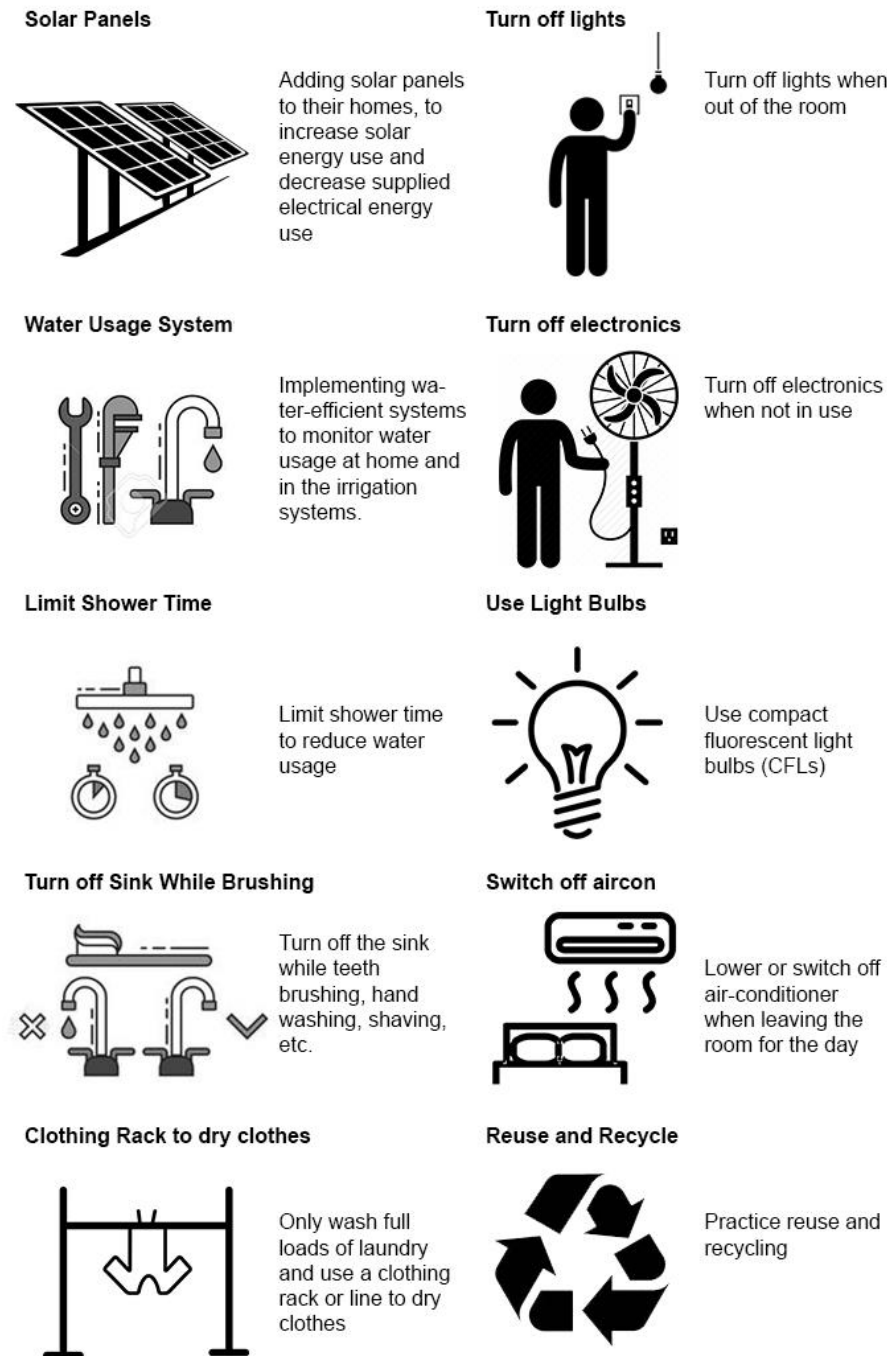 Solar Panels
Adding solar panels
to their homes, to
increase solar
energy use and
decrease supplied
electrical energy
use
Turn off lights
Turn off lights when
out of the room
Water Usage System
Implementing wa-
ter-efficient systems
to monitor water
usage at home and
in the irrigation
systems.
Turn off electronics
Turn off electronics
when not in use
Limit Shower Time
Limit shower time
to reduce water
usage
Use Light Bulbs
Use compact
fluorescent light
bulbs (CFLs)
Turn off Sink While Brushing
Turn off the sink
while teeth
brushing, hand
washing, shaving,
etc.
Switch off aircon
Lower or switch off
air-conditioner
when leaving the
room for the day
Clothing Rack to dry clothes
Only wash full
loads of laundry
and use a clothing
rack or line to dry
clothes
Reuse and Recycle
Practice reuse and
recycling